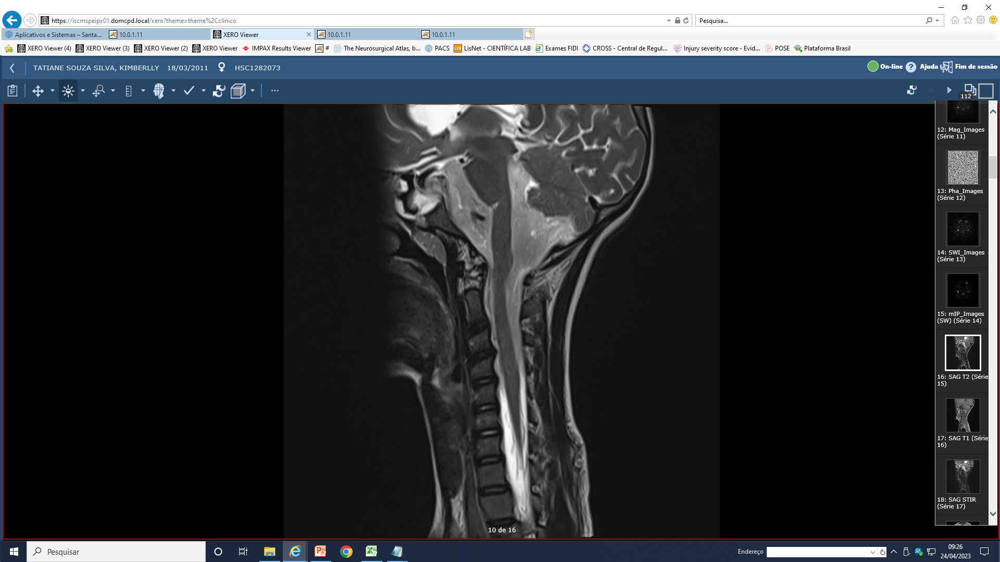 https://iscmspeipx01.domcpd.local/xero?theme=theme%2Cclinico
Pesquisa...
Aplicativos e Sistemas – Santa...
10.0.1.11
XERO Viewer
10.0.1.11
10.0.1.11
XERO Viewer (4)
XERO Viewer (3)
XERO Viewer (2)
XERO Viewer
IMPAX Results Viewer
#
The Neurosurgical Atlas, b...
PACS
LIS
LisNet - CIENTÍFICA LAB
Exames FIDI
CROSS - Central de Regul...
Injury severity score - Evid...
POSE
Plataforma Brasil
TATIANE SOUZA SILVA, KIMBERLLY 18/03/2011 HSC1282073
On-line
Ajuda
Fim de sessão
112
12: Mag_Images
(Série 11)
13: Pha_Images
(Série 12)
14: SWI_Images
(Série 13)
15: mIP_Images
(SW) (Série 14)
16: SAG T2 (Série
15)
17: SAG T1 (Série
16)
18: SAG STIR
(Série 17)
10 de 16
Pesquisar
Endereço
09:26
24/04/2023